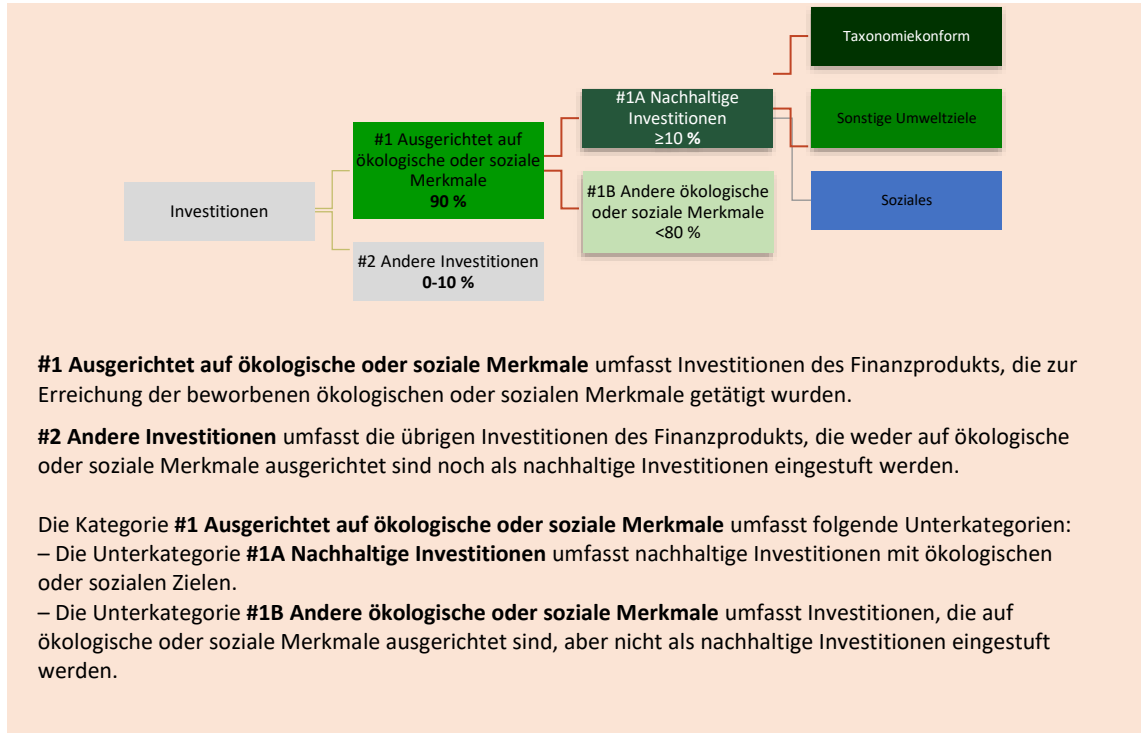 Taxonomiekonform
#1A Nachhaltige
Investitionen
≥10 %
Sonstige Umweltziele
#1 Ausgerichtet auf
ökologische oder soziale
Merkmale
90 %
#1B Andere ökologische
oder soziale Merkmale
<80 %
Soziales
Investitionen
#2 Andere Investitionen
0-10 %
#1 Ausgerichtet auf ökologische oder soziale Merkmale umfasst Investitionen des Finanzprodukts, die zur
Erreichung der beworbenen ökologischen oder sozialen Merkmale getätigt wurden.
#2 Andere Investitionen umfasst die übrigen Investitionen des Finanzprodukts, die weder auf ökologische
oder soziale Merkmale ausgerichtet sind noch als nachhaltige Investitionen eingestuft werden.
Die Kategorie #1 Ausgerichtet auf ökologische oder soziale Merkmale umfasst folgende Unterkategorien:
– Die Unterkategorie #1A Nachhaltige Investitionen umfasst nachhaltige Investitionen mit ökologischen
oder sozialen Zielen.
– Die Unterkategorie #1B Andere ökologische oder soziale Merkmale umfasst Investitionen, die auf
ökologische oder soziale Merkmale ausgerichtet sind, aber nicht als nachhaltige Investitionen eingestuft
werden.